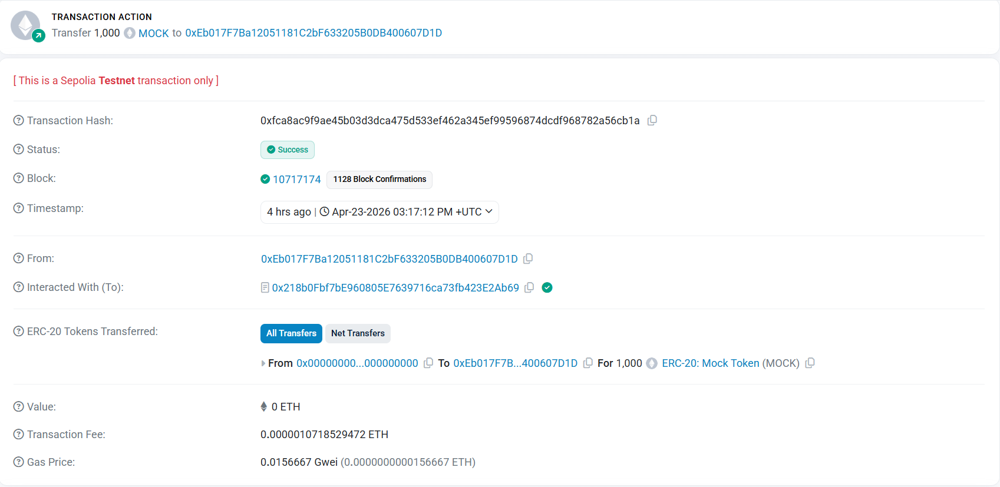 TRANSACTION ACTION
Transfer 1,000 MOCK to 0xEb017F7Ba12051181C2bF633205B0DB400607D1D
[ This is a Sepolia Testnet transaction only ]
Transaction Hash: 0xfca8ac9f9ae45b03d3dca475d533ef462a345ef99596874dcdf968782a56cb1a
Status: Success
Block: 10717174 1128 Block Confirmations
Timestamp: 4 hrs ago | Apr-23-2026 03:17:12 PM +UTC
From: 0xEb017F7Ba12051181C2bF633205B0DB400607D1D
Interacted With (To): 0x218b0Fbf7bE960805E7639716ca73fb423E2Ab69
ERC-20 Tokens Transferred: All Transfers Net Transfers
From 0x00000000...000000000 To 0xEb017F7B...400607D1D For 1,000 ERC-20: Mock Token (MOCK)
Value: 0 ETH
Transaction Fee: 0.0000010718529472 ETH
Gas Price: 0.0156667 Gwei (0.0000000000156667 ETH)